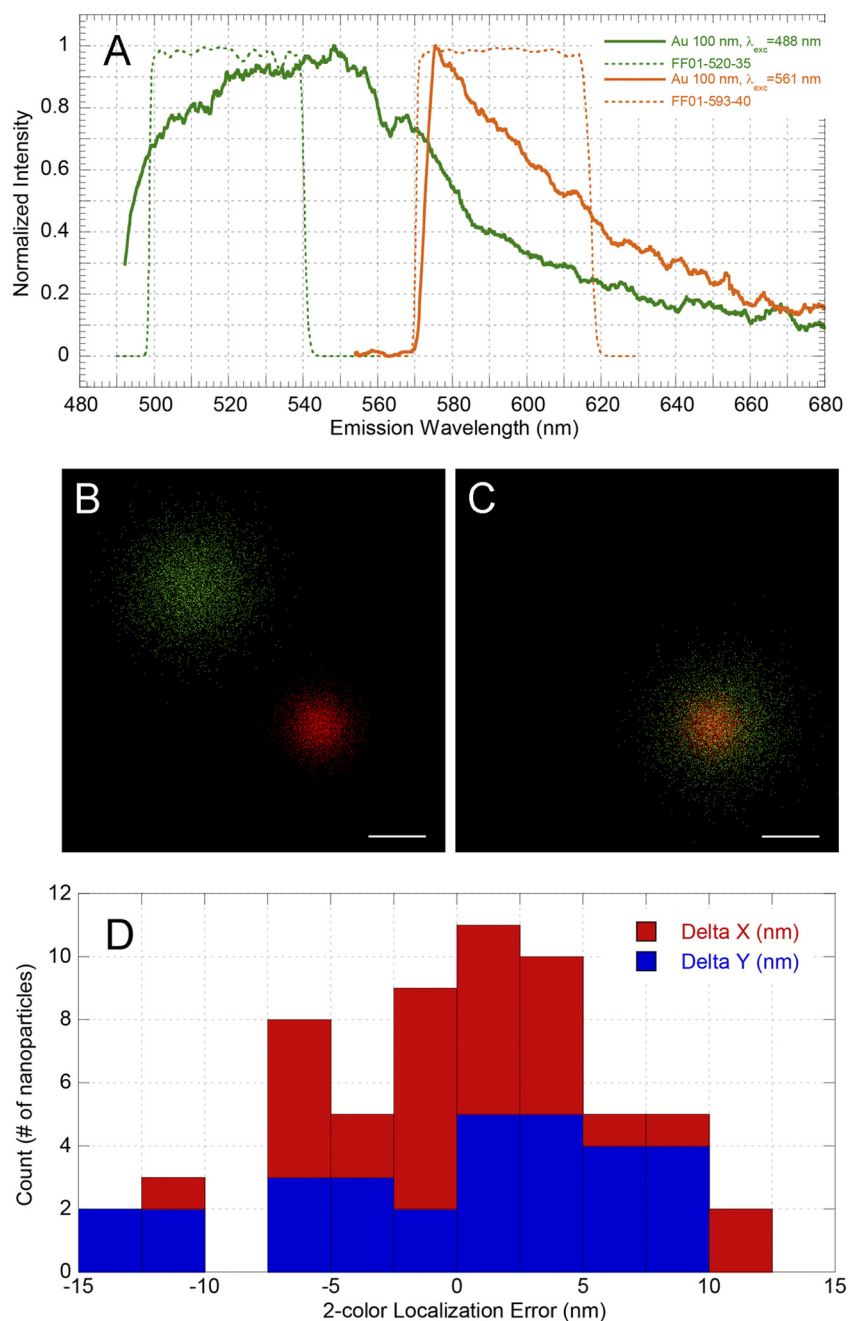 A
Au 100 nm, λexc=488 nm
FF01-520-35
Au 100 nm, λexc=561 nm
FF01-593-40
Normalized Intensity
1
0.8
0.6
0.4
0.2
0
480 500 520 540 560 580 600 620 640 660 680
Emission Wavelength (nm)
B
C
D
Delta X (nm)
Delta Y (nm)
Count (# of nanoparticles)
12
10
8
6
4
2
0
-15 -10 -5 0 5 10 15
2-color Localization Error (nm)